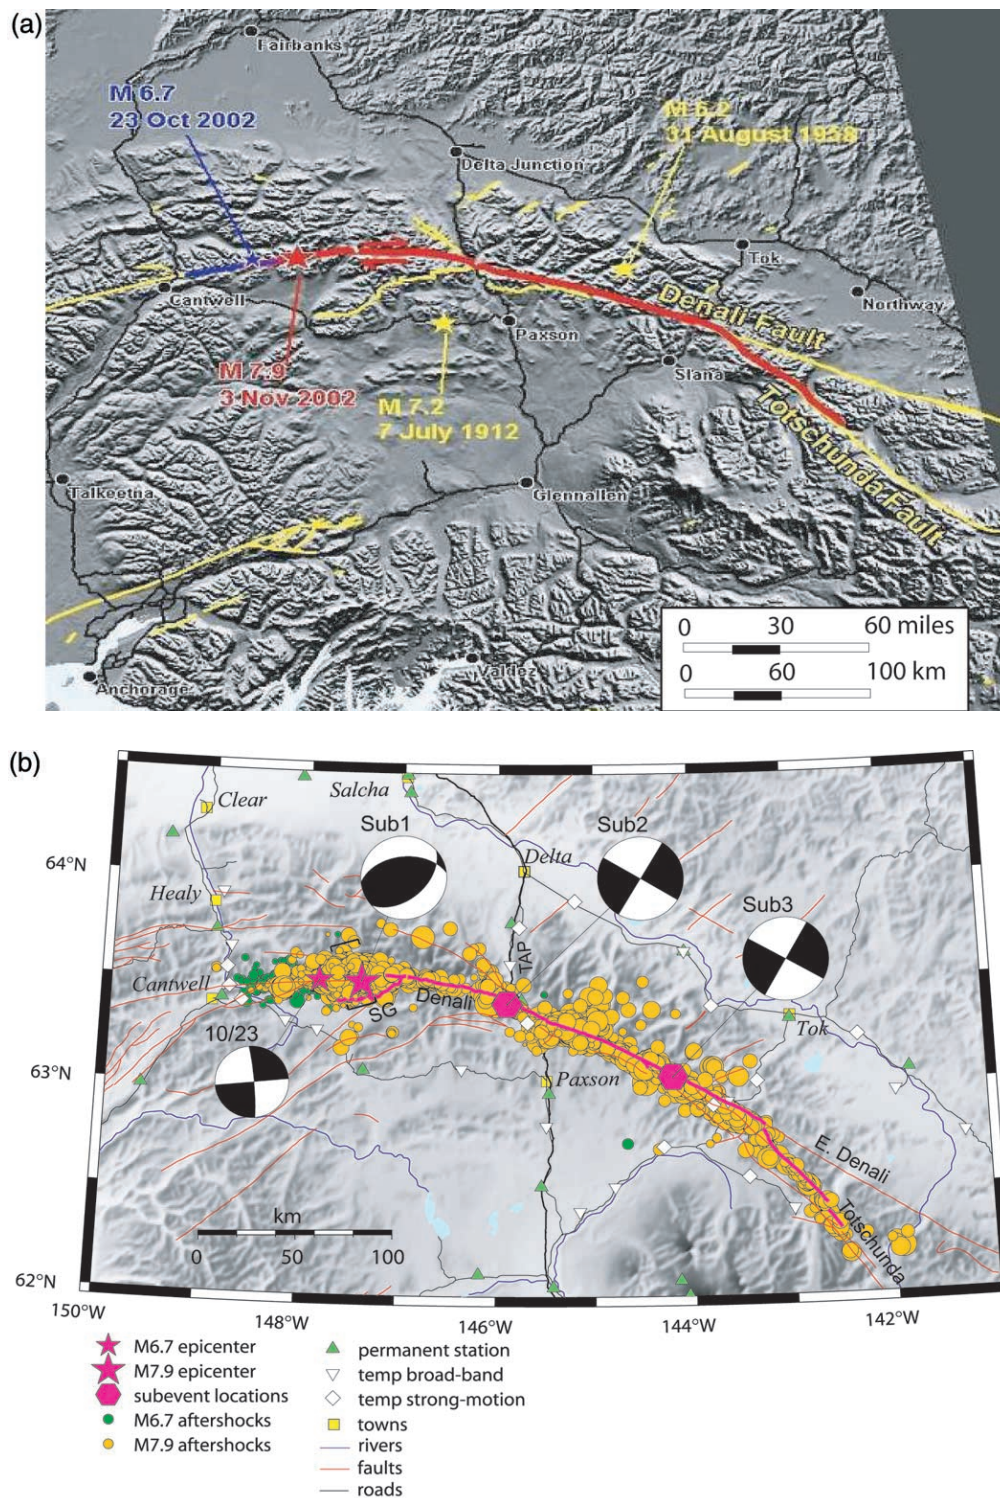 (a)
Fairbanks
M 6.7
23 Oct 2002
M 5.2
31 August 1958
Delta Junction
Tok
Northway
Cantwell
Denali Fault
Paxson
Slana
M 7.9
3 Nov 2002
M 7.2
7 July 1912
Totschunda Fault
Talkeetna
Glennallen
Valdez
Anchorage
0 30 60 miles
0 60 100 km
(b)
Salcha
Clear
Sub1
Sub2
Delta
64°N
Healy
Sub3
TAP
Cantwell
Denali
SG
Tok
10/23
63°N
Paxson
E. Denali
km
0 50 100
Totschunda
62°N
150°W
148°W
146°W
144°W
142°W
M6.7 epicenter
M7.9 epicenter
subevent locations
M6.7 aftershocks
M7.9 aftershocks
permanent station
temp broad-band
temp strong-motion
towns
rivers
faults
roads